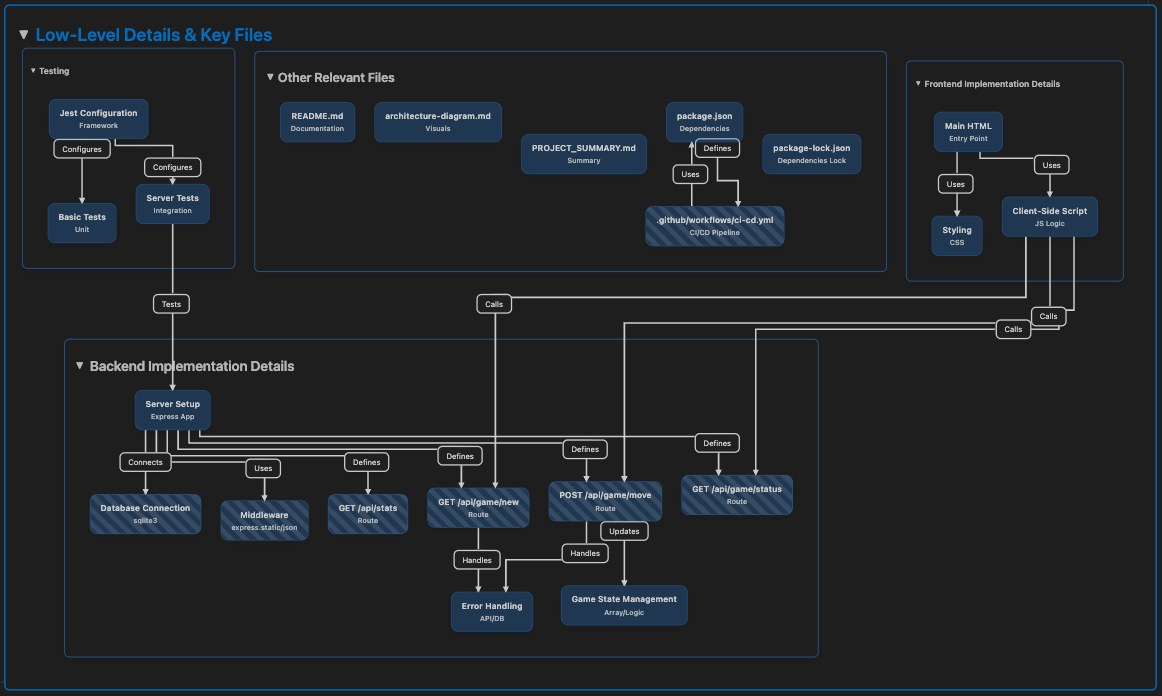 ▼ Low-Level Details & Key Files
▼ Testing
Jest Configuration
Framework
Configures
Configures
Server Tests
Integration
Basic Tests
Unit
▼ Other Relevant Files
README.md
Documentation
architecture-diagram.md
Visuals
PROJECT_SUMMARY.md
Summary
package.json
Dependencies
Defines
package-lock.json
Dependencies Lock
Uses
.github/workflows/ci-cd.yml
CI/CD Pipeline
▼ Frontend Implementation Details
Main HTML
Entry Point
Uses
Uses
Client-Side Script
JS Logic
Styling
CSS
Tests
Calls
Calls
Calls
▼ Backend Implementation Details
Server Setup
Express App
Connects
Uses
Defines
Defines
Defines
Defines
Database Connection
sqlite3
Middleware
express.static/json
GET /api/stats
Route
GET /api/game/new
Route
POST /api/game/move
Route
GET /api/game/status
Route
Updates
Handles
Handles
Error Handling
API/DB
Game State Management
Array/Logic